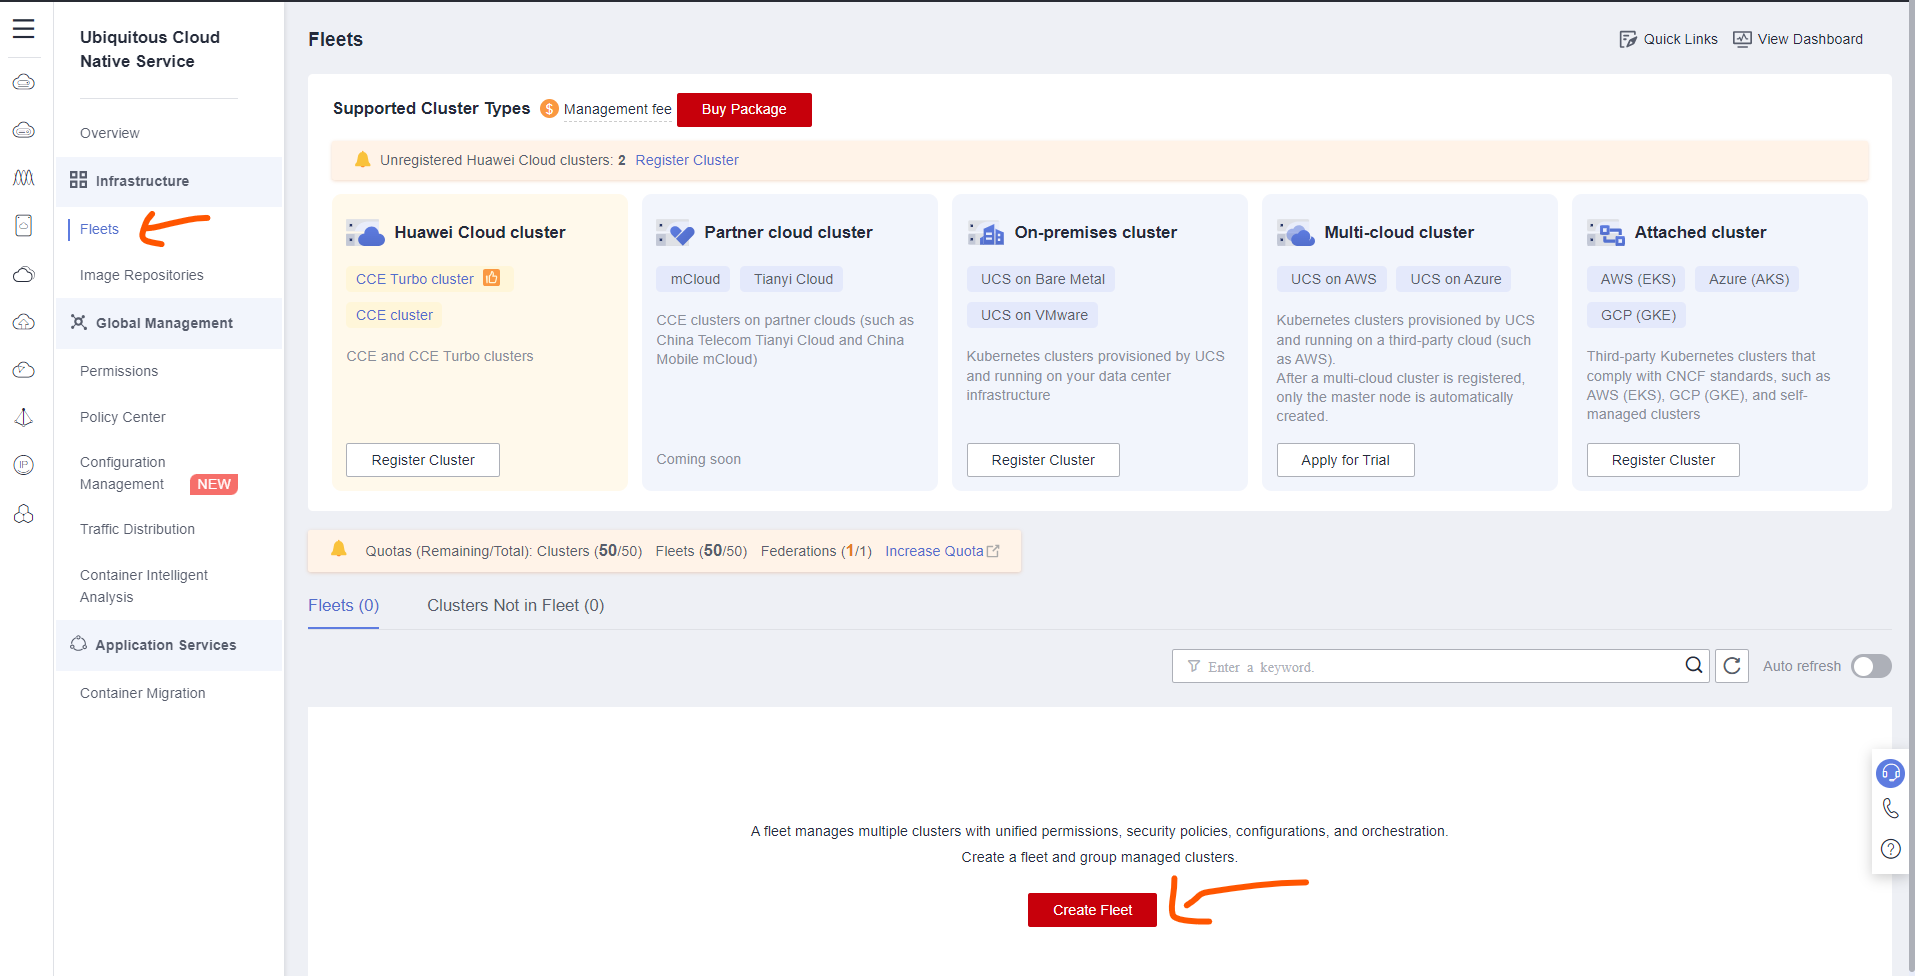 Ubiquitous Cloud
Native Service
Overview
Infrastructure
Fleets
Image Repositories
Global Management
Permissions
Policy Center
Configuration
Management NEW
Traffic Distribution
Container Intelligent
Analysis
Application Services
Container Migration
Fleets
Quick Links View Dashboard
Supported Cluster Types $ Management fee Buy Package
Unregistered Huawei Cloud clusters: 2 Register Cluster
Huawei Cloud cluster
CCE Turbo cluster
CCE cluster
CCE and CCE Turbo clusters
Register Cluster
Partner cloud cluster
mCloud Tianyi Cloud
CCE clusters on partner clouds (such as
China Telecom Tianyi Cloud and China
Mobile mCloud)
Coming soon
On-premises cluster
UCS on Bare Metal
UCS on VMware
Kubernetes clusters provisioned by UCS
and running on your data center
infrastructure
Register Cluster
Multi-cloud cluster
UCS on AWS UCS on Azure
Kubernetes clusters provisioned by UCS
and running on a third-party cloud (such
as AWS).
After a multi-cloud cluster is registered,
only the master node is automatically
created.
Apply for Trial
Attached cluster
AWS (EKS) Azure (AKS)
GCP (GKE)
Third-party Kubernetes clusters that
comply with CNCF standards, such as
AWS (EKS), GCP (GKE), and self-
managed clusters
Register Cluster
Quotas (Remaining/Total): Clusters (50/50) Fleets (50/50) Federations (1/1) Increase Quota
Fleets (0) Clusters Not in Fleet (0)
Enter a keyword.
Auto refresh
A fleet manages multiple clusters with unified permissions, security policies, configurations, and orchestration.
Create a fleet and group managed clusters.
Create Fleet
IP